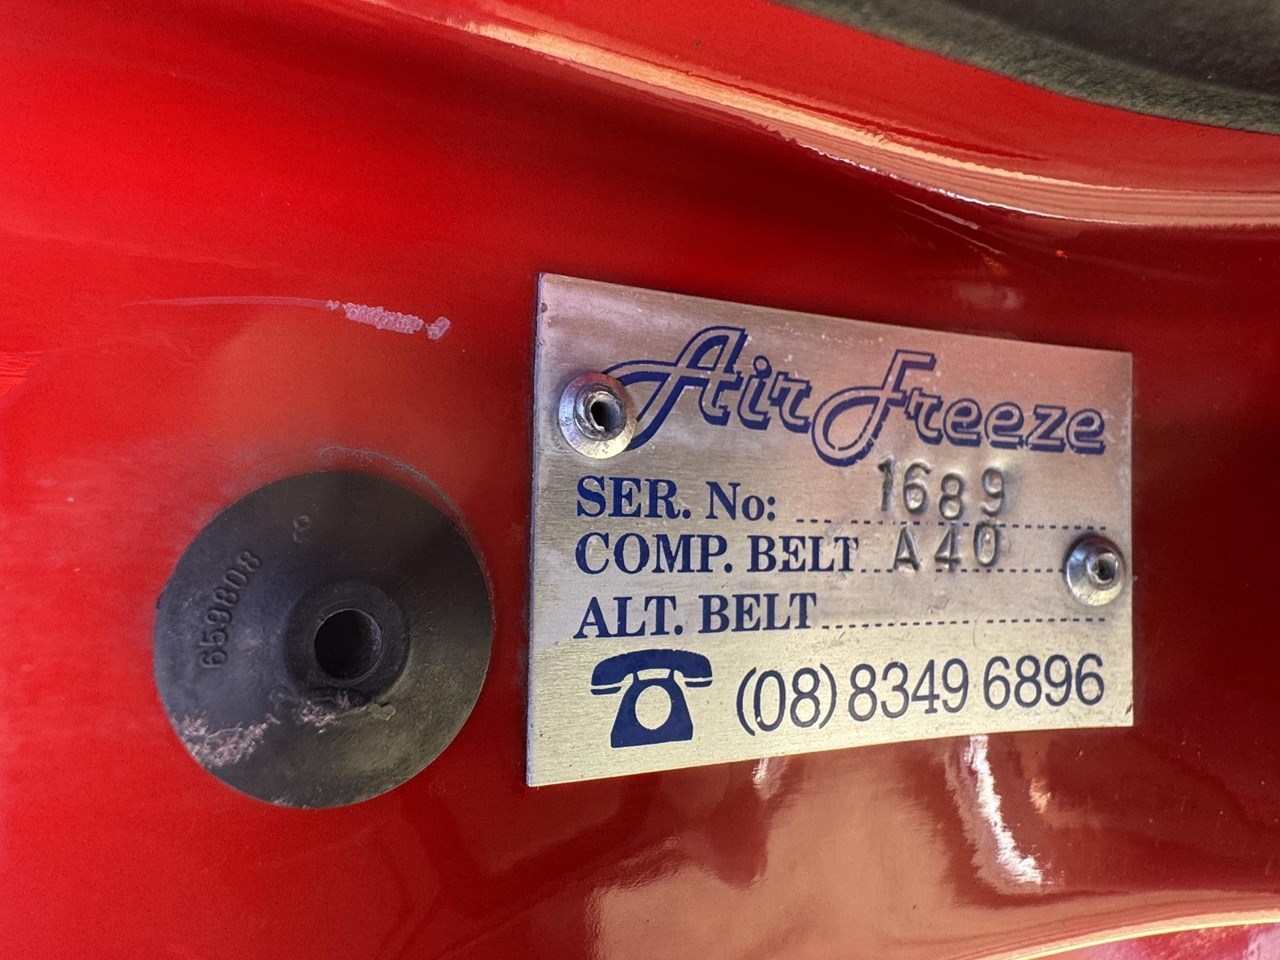 Air Freeze
SER. No: 1689
COMP. BELT A40
ALT. BELT
(08) 8349 6896
659808